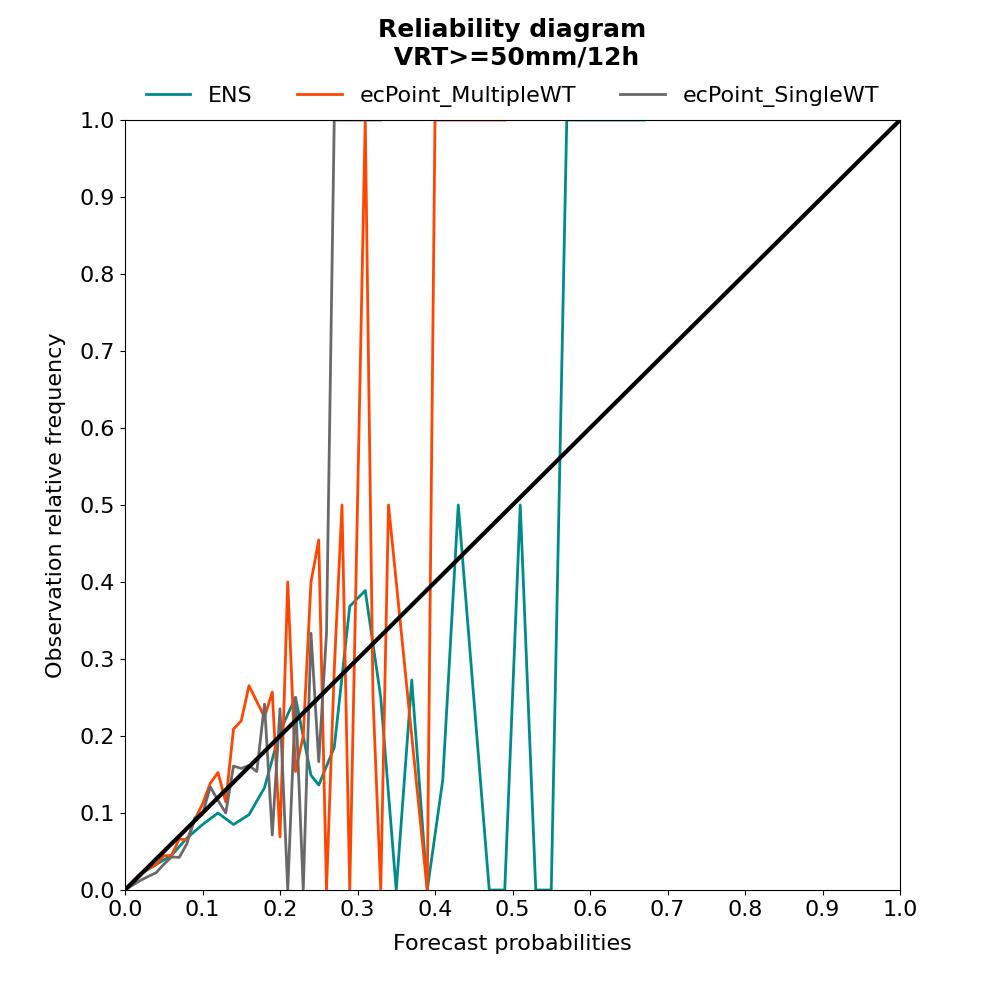 Reliability diagram
VRT>=50mm/12h
ENS ecPoint_MultipleWT ecPoint_SingleWT
1.0
0.9
0.8
0.7
0.6
0.5
0.4
0.3
0.2
0.1
0.0
Observation relative frequency
0.0 0.1 0.2 0.3 0.4 0.5 0.6 0.7 0.8 0.9 1.0
Forecast probabilities